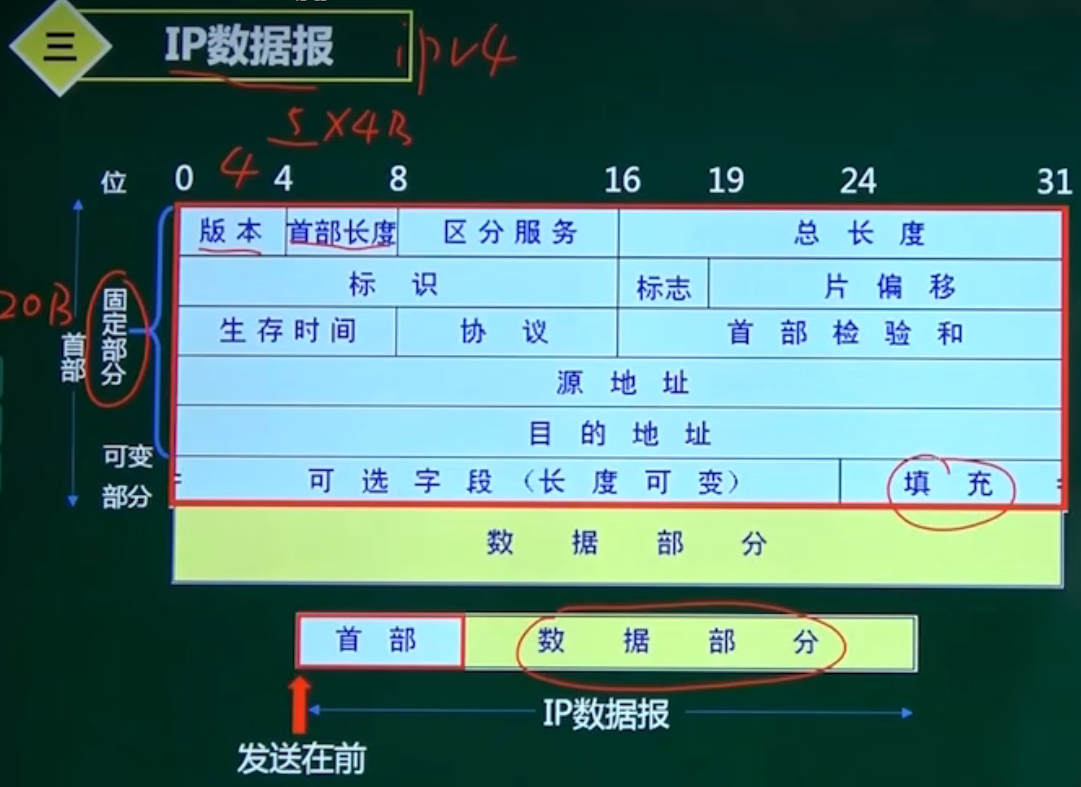 三 IP数据报 ipv4
5×4B
位 0 4 4 8 16 19 24 31
版本 首部长度 区分服务 总长度
标识 标志 片偏移
20B 首部 固定部分
生存时间 协议 首部检验和
源地址
目的地址
可变部分
可选字段（长度可变） 填充
数据部分
首部 数据部分
IP数据报
发送在前